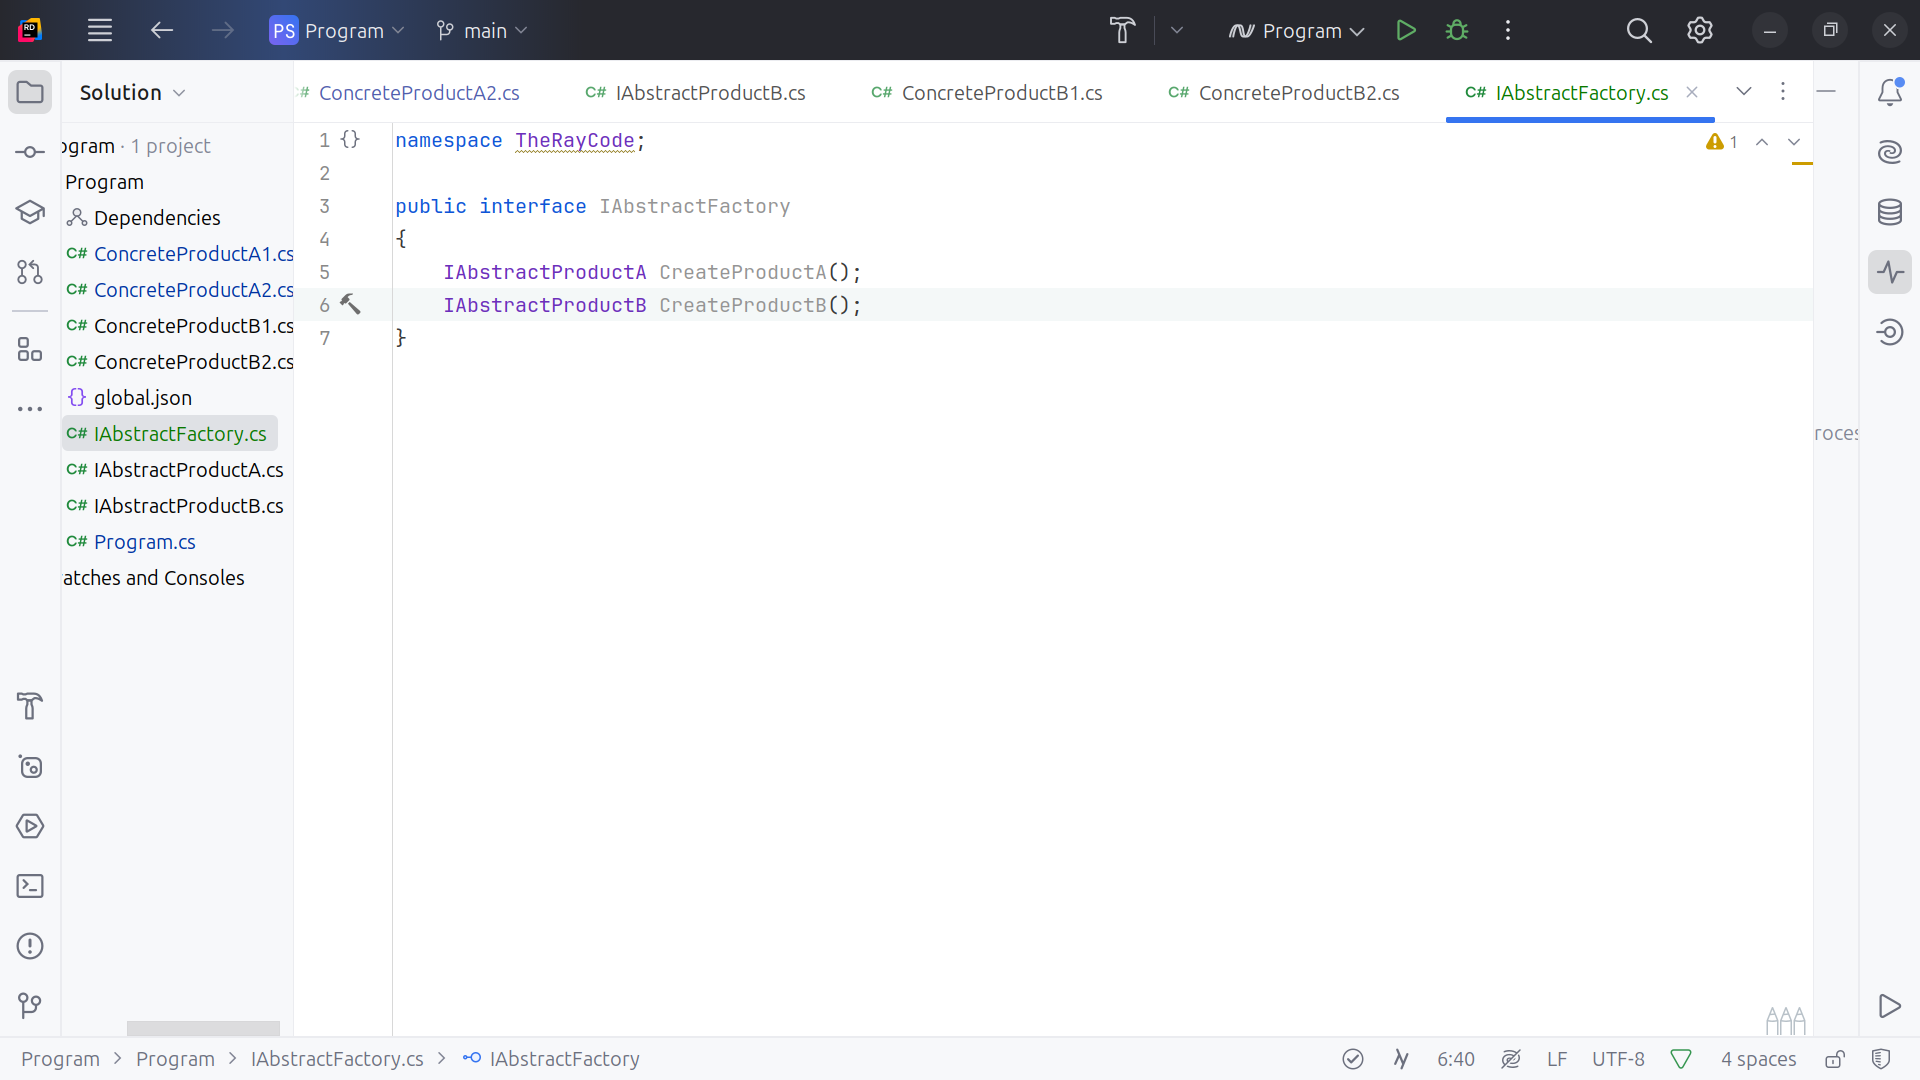 RD
PS Program main Program
Solution
C# ConcreteProductA2.cs C# IAbstractProductB.cs C# ConcreteProductB1.cs C# ConcreteProductB2.cs C# IAbstractFactory.cs
ogram · 1 project
Program
Dependencies
C# ConcreteProductA1.cs
C# ConcreteProductA2.cs
C# ConcreteProductB1.cs
C# ConcreteProductB2.cs
{} global.json
C# IAbstractFactory.cs
C# IAbstractProductA.cs
C# IAbstractProductB.cs
C# Program.cs
atches and Consoles
1 {} namespace TheRayCode;
2
3 public interface IAbstractFactory
4 {
5 IAbstractProductA CreateProductA();
6 IAbstractProductB CreateProductB();
7 }
1
roces
Program > Program > IAbstractFactory.cs > IAbstractFactory
6:40 LF UTF-8 4 spaces